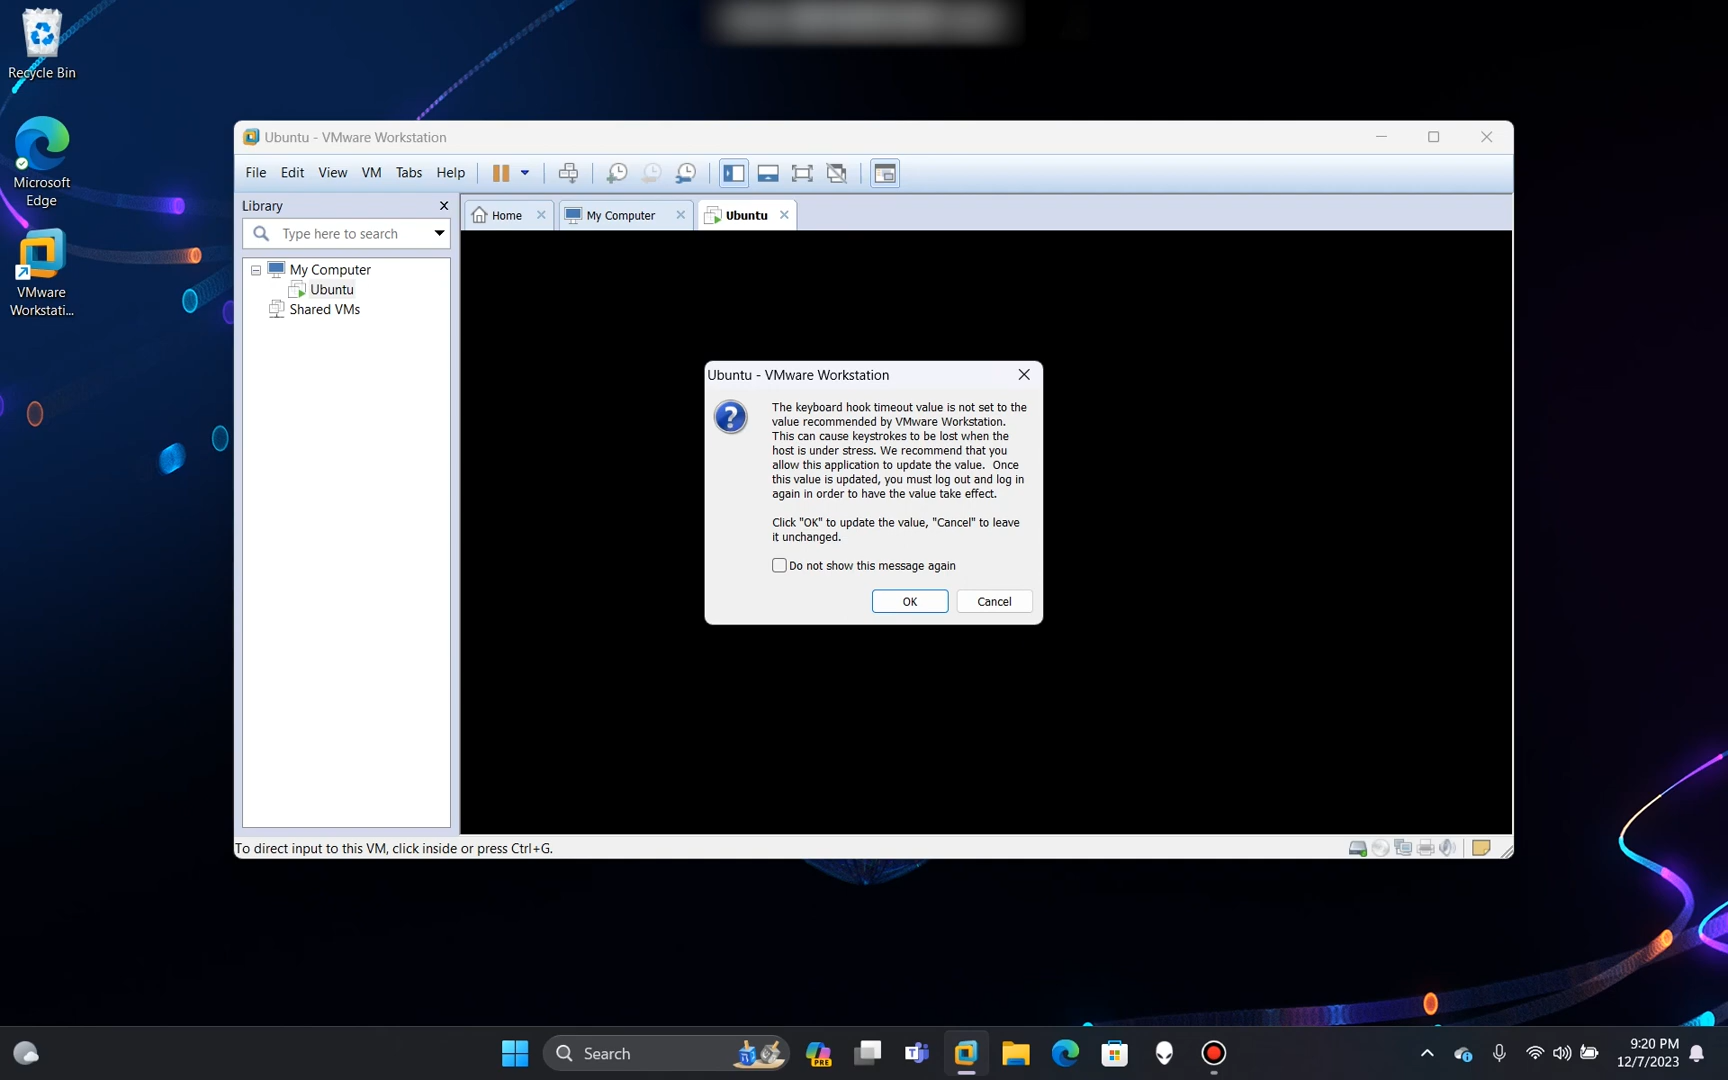 Recycle Bin
Microsoft
Edge
VMware
Workstati...
Ubuntu - VMware Workstation
File Edit View VM Tabs Help
Library
Type here to search
My Computer
Ubuntu
Shared VMs
Home
My Computer
Ubuntu
Ubuntu - VMware Workstation
The keyboard hook timeout value is not set to the
value recommended by VMware Workstation.
This can cause keystrokes to be lost when the
host is under stress. We recommend that you
allow this application to update the value. Once
this value is updated, you must log out and log in
again in order to have the value take effect.
Click "OK" to update the value, "Cancel" to leave
it unchanged.
Do not show this message again
OK
Cancel
To direct input to this VM, click inside or press Ctrl+G.
Search
PRE
9:20 PM
12/7/2023